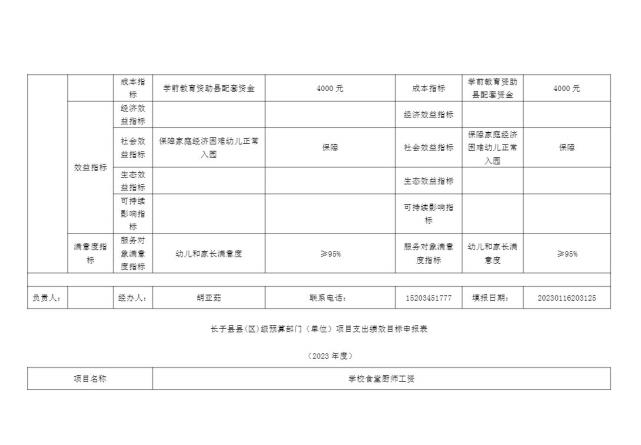 成本指
标
学前教育资助县配套资金
4000 元
成本指标
学前教育资助
县配套资金
4000 元
效益指标
经济效
益指标
经济效益指标
社会效
益指标
保障家庭经济困难幼儿正常
入园
保障
社会效益指标
保障家庭经济
困难幼儿正常
入园
保障
生态效
益指标
生态效益指标
可持续
影响指
标
可持续影响指
标
满意度指
标
服务对
象满意
度指标
幼儿和家长满意度
≥95%
服务对象满意
度指标
幼儿和家长满
意度
≥95%
负责人：
经办人：
胡亚茹
联系电话：
15203451777
填报日期：
20230116203125
长子县县(区)级预算部门（单位）项目支出绩效目标申报表
（2023 年度）
项目名称
学校食堂厨师工资